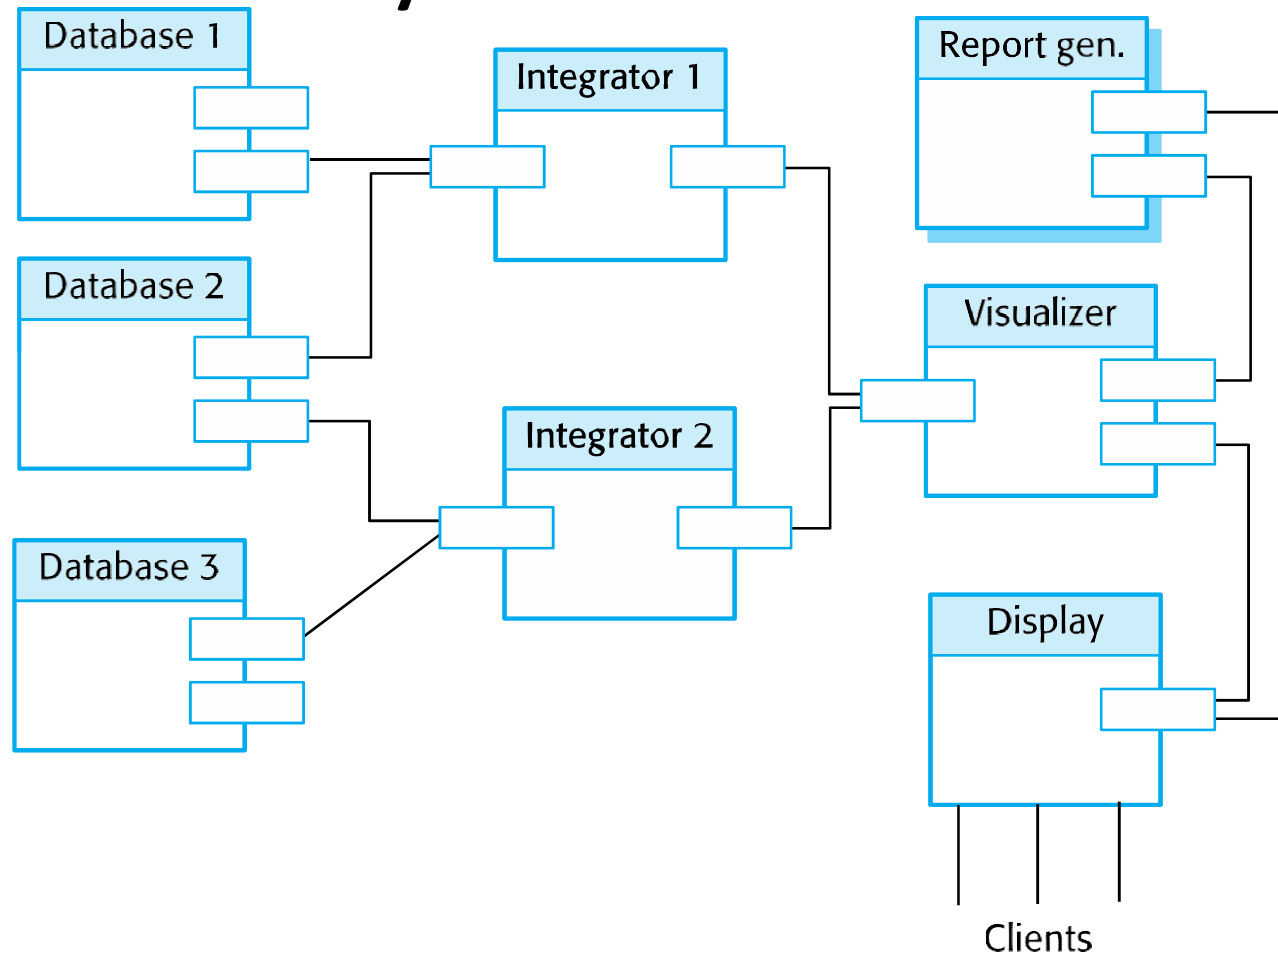 Database 1
Integrator 1
Report gen.
Database 2
Visualizer
Integrator 2
Database 3
Display
Clients